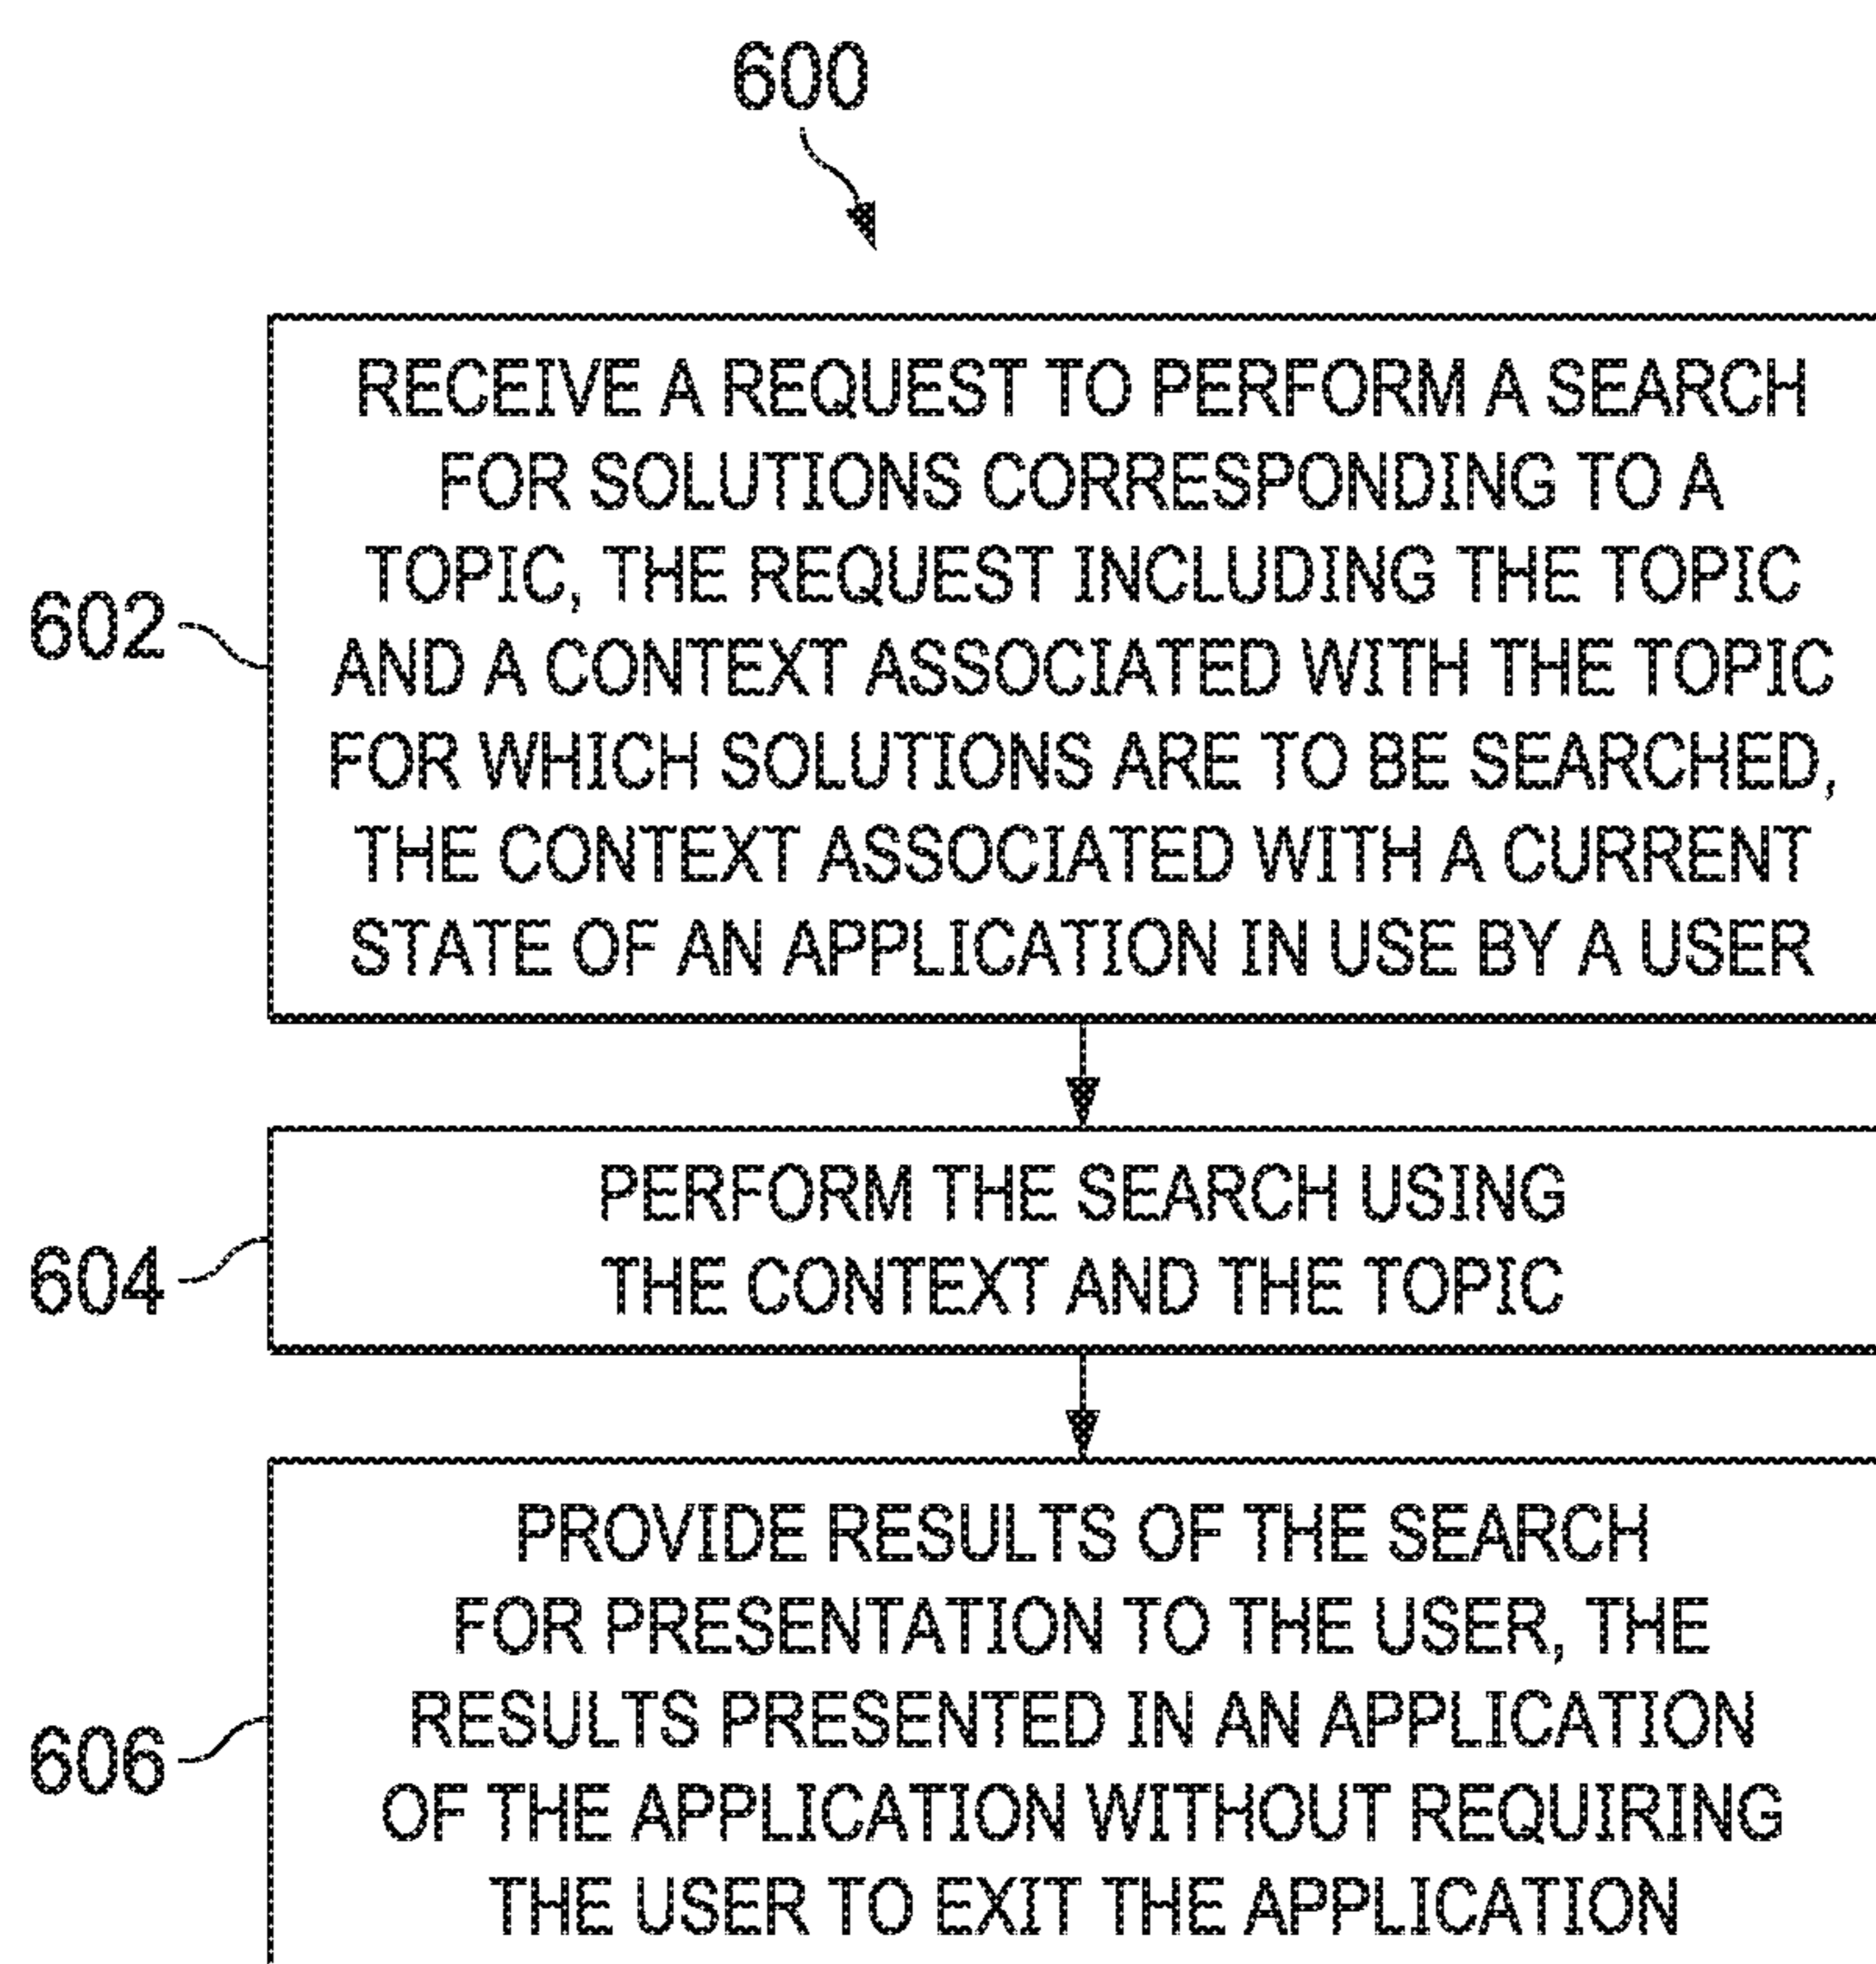 600
602
RECEIVE A REQUEST TO PERFORM A SEARCH
FOR SOLUTIONS CORRESPONDING TO A
TOPIC, THE REQUEST INCLUDING THE TOPIC
AND A CONTEXT ASSOCIATED WITH THE TOPIC
FOR WHICH SOLUTIONS ARE TO BE SEARCHED,
THE CONTEXT ASSOCIATED WITH A CURRENT
STATE OF AN APPLICATION IN USE BY A USER
604
PERFORM THE SEARCH USING
THE CONTEXT AND THE TOPIC
606
PROVIDE RESULTS OF THE SEARCH
FOR PRESENTATION TO THE USER, THE
RESULTS PRESENTED IN AN APPLICATION
OF THE APPLICATION WITHOUT REQUIRING
THE USER TO EXIT THE APPLICATION